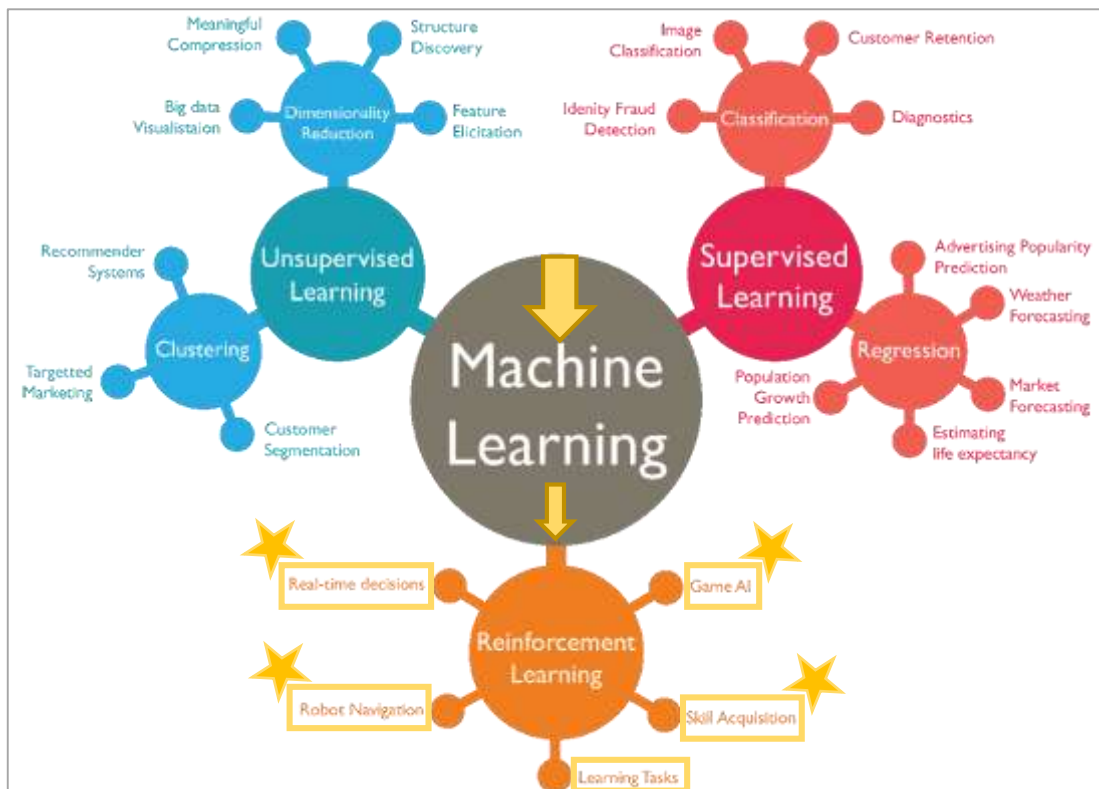 Meaningful
Compression
Structure
Discovery
Big data
Visualistaion
Dimensionality
Reduction
Feature
Elicitation
Image
Classification
Customer Retention
Idenity Fraud
Detection
Classification
Diagnostics
Recommender
Systems
Unsupervised
Learning
Supervised
Learning
Advertising Popularity
Prediction
Weather
Forecasting
Clustering
Machine
Learning
Regression
Targetted
Marketing
Population
Growth
Prediction
Market
Forecasting
Customer
Segmentation
Estimating
life expectancy
Real-time decisions
Game AI
Reinforcement
Learning
Robot Navigation
Skill Acquisition
Learning Tasks